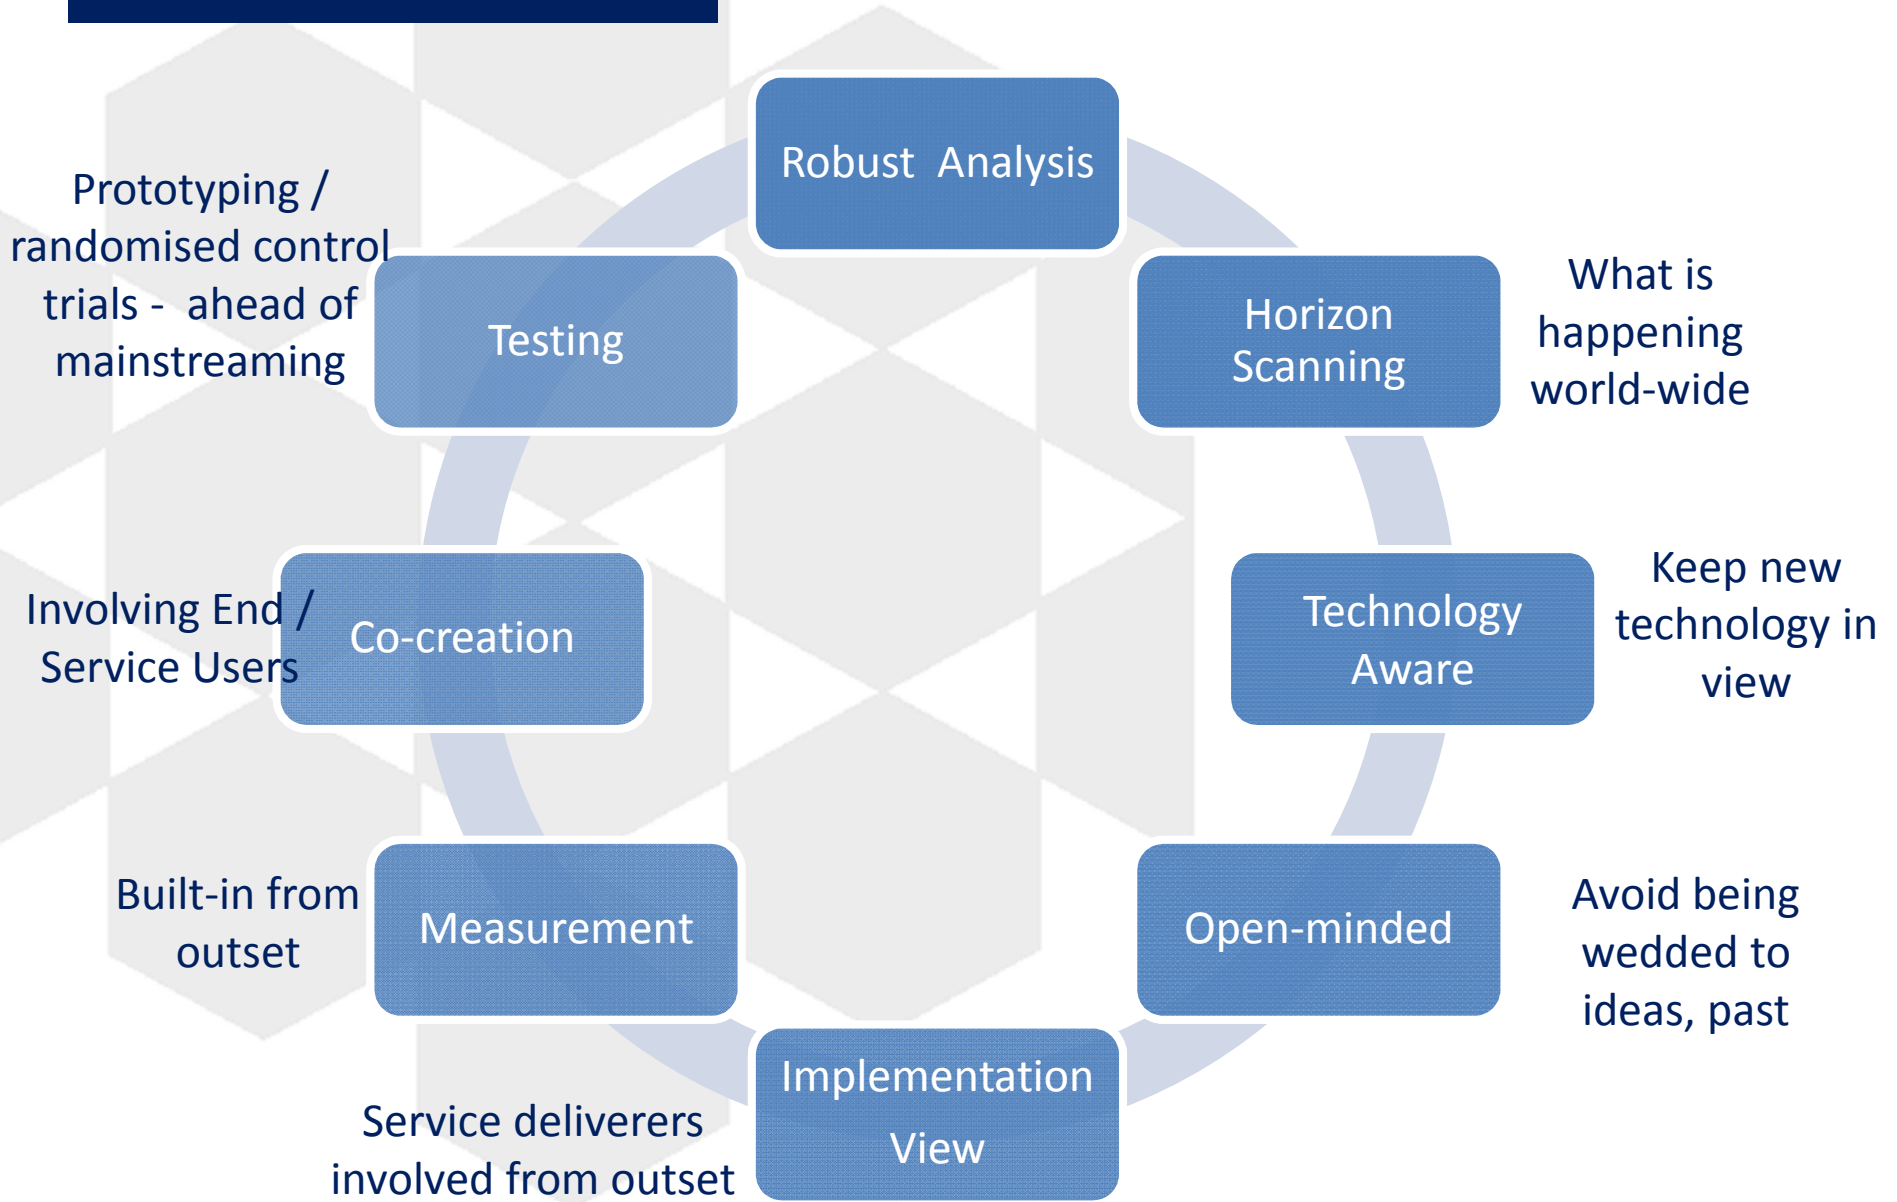 Robust Analysis
Horizon
Scanning
What is
happening
world-wide
Technology
Aware
Keep new
technology in
view
Open-minded
Avoid being
wedded to
ideas, past
Implementation
View
Service deliverers
involved from outset
Measurement
Built-in from
outset
Co-creation
Involving End /
Service Users
Testing
Prototyping /
randomised control
trials - ahead of
mainstreaming